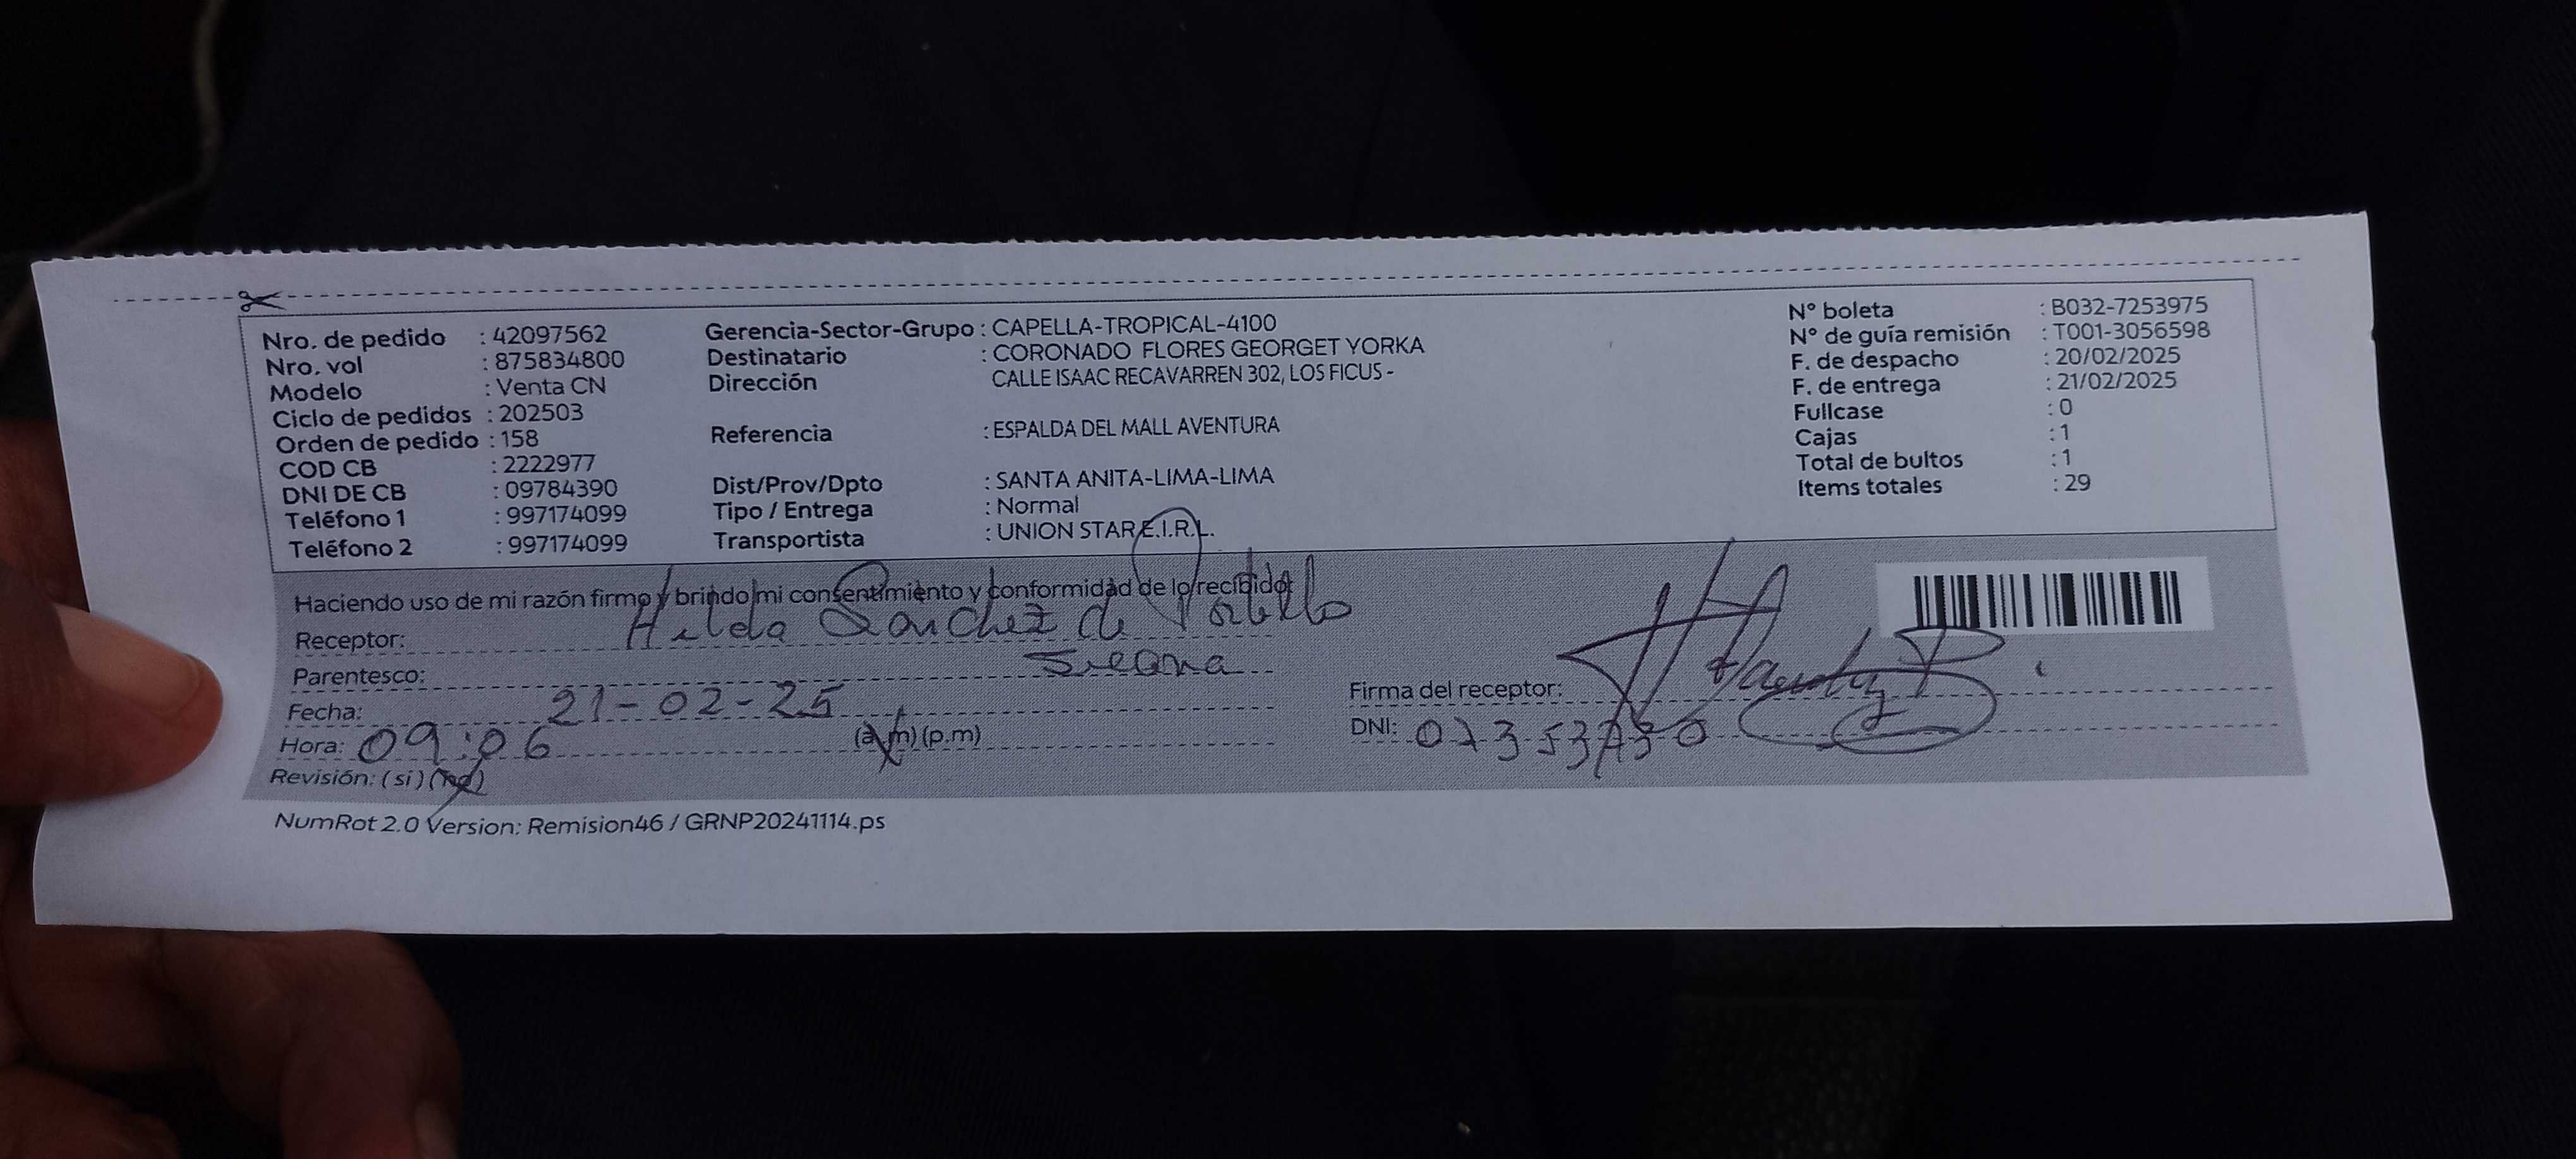 Nro. de pedido : 42097562
Nro. vol : 875834800
Modelo : Venta CN
Ciclo de pedidos : 202503
Orden de pedido : 158
COD CB : 2222977
DNI DE CB : 09784390
Teléfono 1 : 997174099
Teléfono 2 : 997174099
Gerencia-Sector-Grupo : CAPELLA-TROPICAL-4100
Destinatario : CORONADO FLORES GEORGET YORKA
Dirección CALLE ISAAC RECAVARREN 302, LOS FICUS -
Referencia : ESPALDA DEL MALL AVENTURA
Dist/Prov/Dpto : SANTA ANITA-LIMA-LIMA
Tipo / Entrega : Normal
Transportista : UNION STAR E.I.R.L.
N° boleta : B032-7253975
N° de guía remisión : T001-3056598
F. de despacho : 20/02/2025
F. de entrega : 21/02/2025
Fullcase : 0
Cajas : 1
Total de bultos : 1
Items totales : 29
Haciendo uso de mi razón firmo y brindo mi consentimiento y conformidad de lo recibido:
Receptor: Hilda Sanchez de Portello
Parentesco:
Fecha: 21-02-25
Hora: 09:06 (a.m) (p.m)
Revisión: (si) (no)
Firma del receptor:
DNI:
NumRot 2.0 Version: Remision46 / GRNP20241114.ps